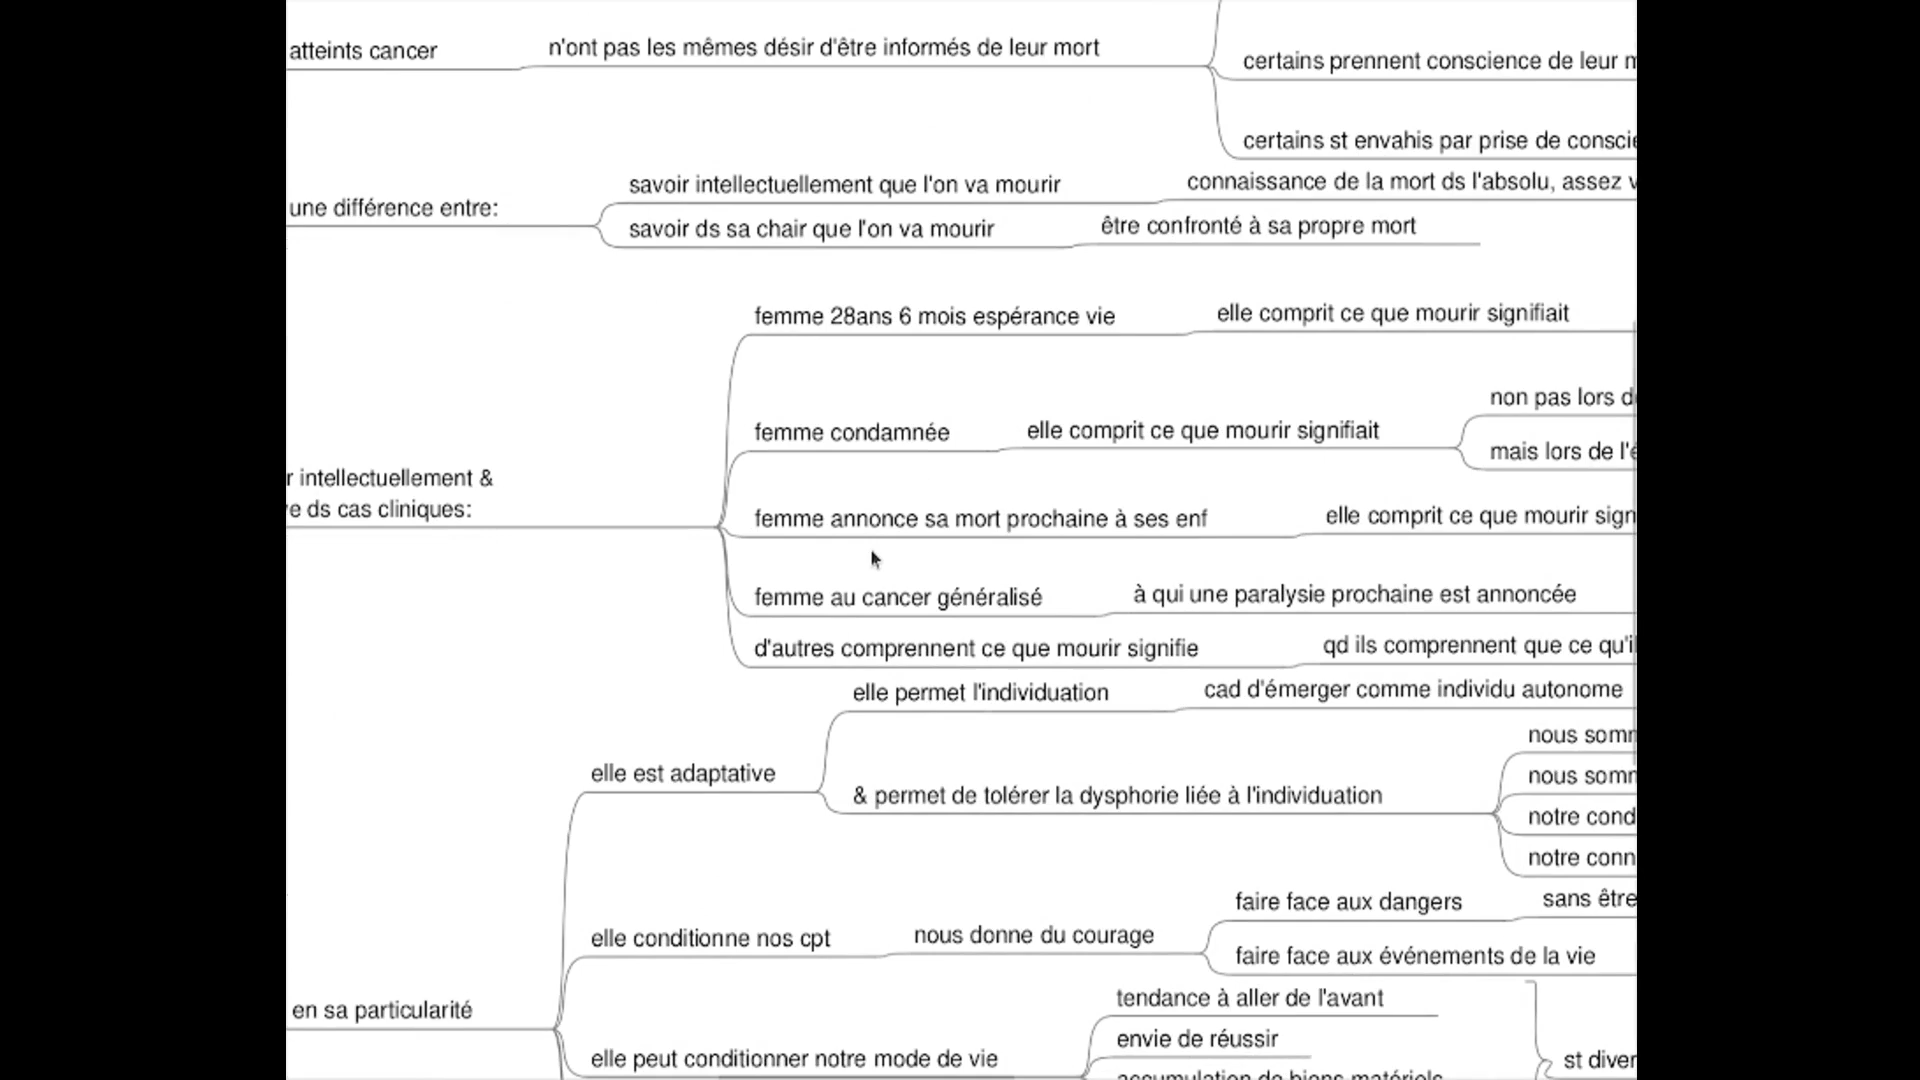 atteints cancer
n'ont pas les mêmes désir d'être informés de leur mort
certains prennent conscience de leur
certains st envahis par prise de
une différence entre:
savoir intellectuellement que l'on va mourir
connaissance de la mort ds l'absolu, assez
savoir ds sa chair que l'on va mourir
être confronté à sa propre mort
intellectuellement &
ds cas cliniques:
femme 28ans 6 mois espérance vie
elle comprit ce que mourir signifiait
femme condamnée
elle comprit ce que mourir signifiait
non pas lors
mais lors de
femme annonce sa mort prochaine à ses enf
elle comprit ce que mourir
femme au cancer généralisé
à qui une paralysie prochaine est annoncée
d'autres comprennent ce que mourir signifie
qd ils comprennent que ce
elle est adaptative
elle permet l'individuation
cad d'émerger comme individu autonome
& permet de tolérer la dysphorie liée à l'individuation
nous
nous
notre
notre
elle conditionne nos cpt
nous donne du courage
faire face aux dangers
sans être
faire face aux événements de la vie
en sa particularité
elle peut conditionner notre mode de vie
tendance à aller de l'avant
envie de réussir
accumulation de biens matériels
st